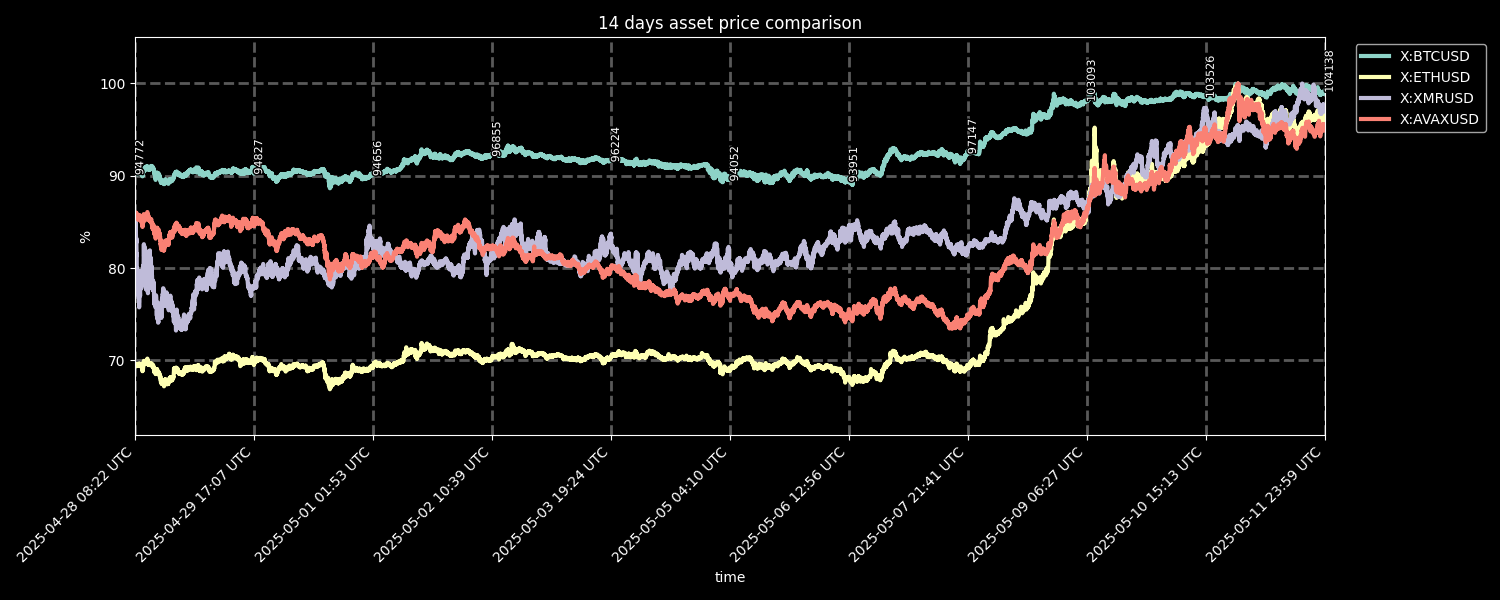 14 days asset price comparison
X:BTCUSD
X:ETHUSD
X:XMRUSD
X:AVAXUSD
100
90
80
70
%
94772
94827
94656
96855
96224
94052
93951
97147
103093
103526
104138
2025-04-28 08:22 UTC
2025-04-29 17:07 UTC
2025-05-01 01:53 UTC
2025-05-02 10:39 UTC
2025-05-03 19:24 UTC
2025-05-05 04:10 UTC
2025-05-06 12:56 UTC
2025-05-07 21:41 UTC
2025-05-09 06:27 UTC
2025-05-10 15:13 UTC
2025-05-11 23:59 UTC
time